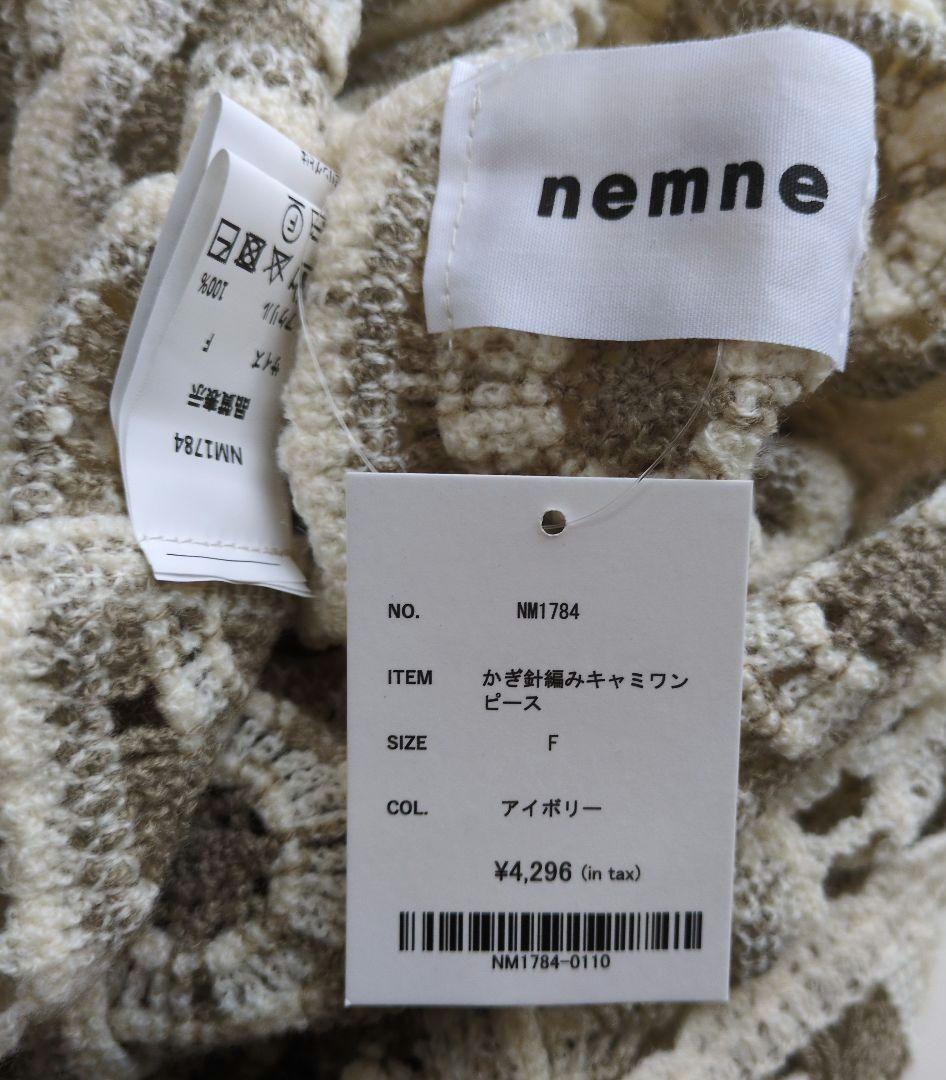 nemne
NM1784
品質表示
サイズ F
アクリル 100%
F
NO. NM1784
ITEM かぎ針編みキャミワン
ピース
SIZE F
COL. アイボリー
¥4,296 (in tax)
NM1784-0110